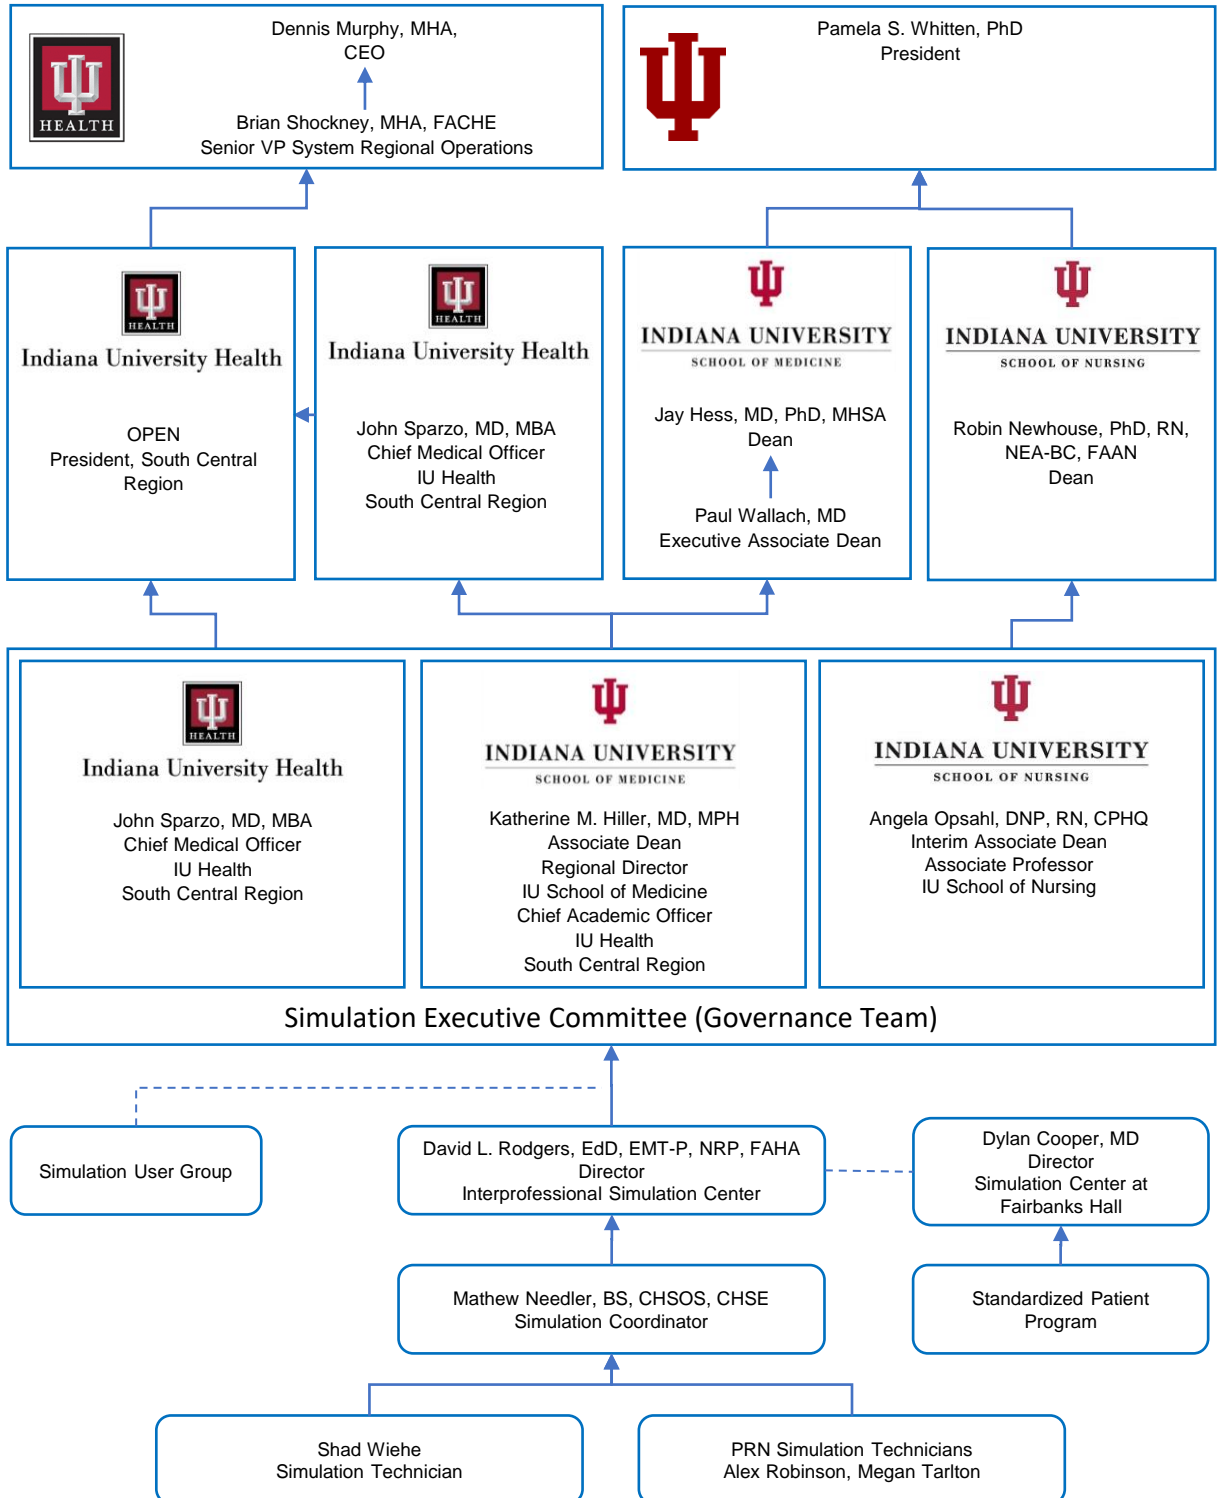 Dennis Murphy, MHA,
CEO
Brian Shockney, MHA, FACHE
Senior VP System Regional Operations
HEALTH
Pamela S. Whitten, PhD
President
HEALTH
Indiana University Health
OPEN
President, South Central
Region
HEALTH
Indiana University Health
John Sparzo, MD, MBA
Chief Medical Officer
IU Health
South Central Region
INDIANA UNIVERSITY
SCHOOL OF MEDICINE
Jay Hess, MD, PhD, MHSA
Dean
Paul Wallach, MD
Executive Associate Dean
INDIANA UNIVERSITY
SCHOOL OF NURSING
Robin Newhouse, PhD, RN,
NEA-BC, FAAN
Dean
HEALTH
Indiana University Health
John Sparzo, MD, MBA
Chief Medical Officer
IU Health
South Central Region
INDIANA UNIVERSITY
SCHOOL OF MEDICINE
Katherine M. Hiller, MD, MPH
Associate Dean
Regional Director
IU School of Medicine
Chief Academic Officer
IU Health
South Central Region
INDIANA UNIVERSITY
SCHOOL OF NURSING
Angela Opsahl, DNP, RN, CPHQ
Interim Associate Dean
Associate Professor
IU School of Nursing
Simulation Executive Committee (Governance Team)
Simulation User Group
David L. Rodgers, EdD, EMT-P, NRP, FAHA
Director
Interprofessional Simulation Center
Dylan Cooper, MD
Director
Simulation Center at
Fairbanks Hall
Mathew Needler, BS, CHSOS, CHSE
Simulation Coordinator
Standardized Patient
Program
Shad Wiehe
Simulation Technician
PRN Simulation Technicians
Alex Robinson, Megan Tarlton